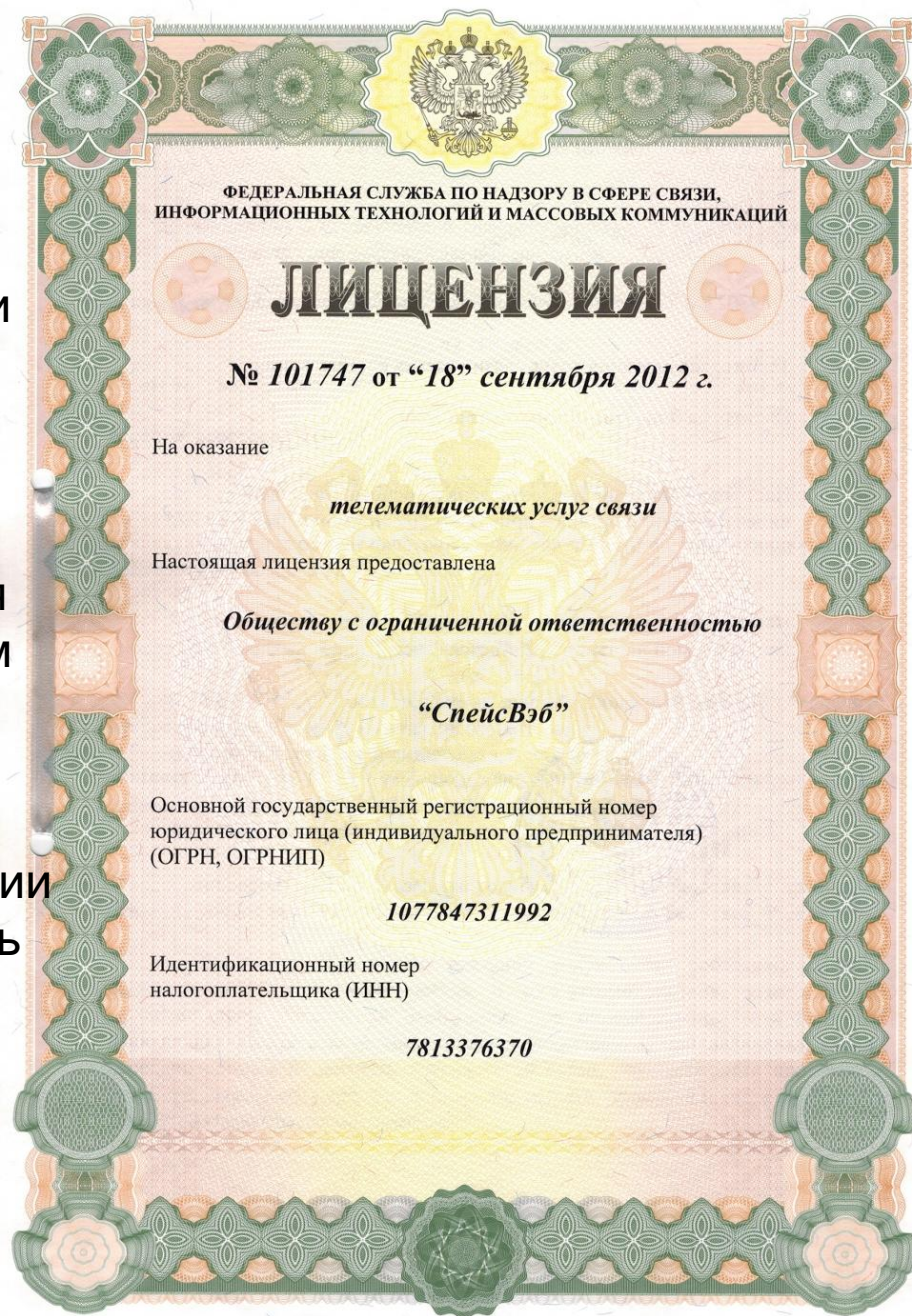 ФЕДЕРАЛЬНАЯ СЛУЖБА ПО НАДЗОРУ В СФЕРЕ СВЯЗИ,
ИНФОРМАЦИОННЫХ ТЕХНОЛОГИЙ И МАССОВЫХ КОММУНИКАЦИЙ
ЛИЦЕНЗИЯ
№ 101747 от “18” сентября 2012 г.
На оказание
телематических услуг связи
Настоящая лицензия предоставлена
Обществу с ограниченной ответственностью
“СпейсВэб”
Основной государственный регистрационный номер
юридического лица (индивидуального предпринимателя)
(ОГРН, ОГРНИП)
1077847311992
Идентификационный номер
налогоплательщика (ИНН)
7813376370